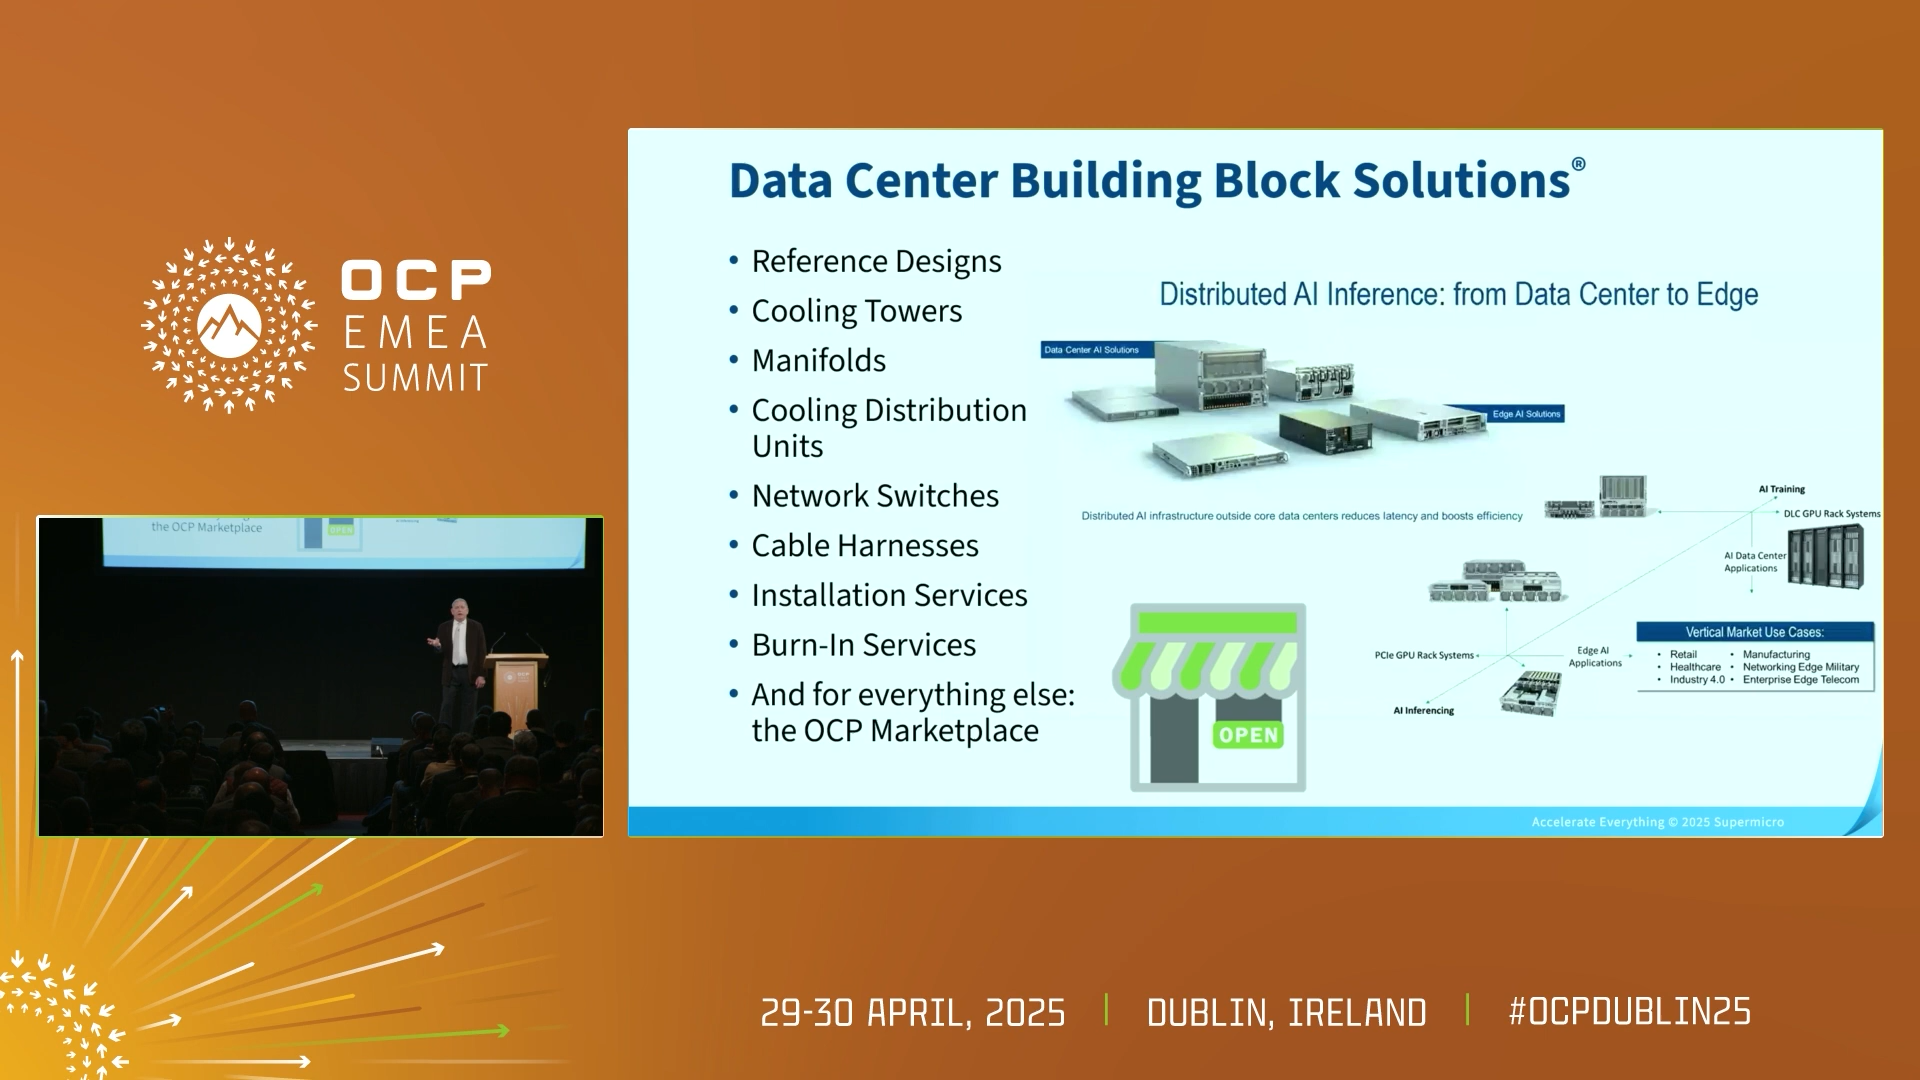 OCP
EMEA
SUMMIT
the OCP Marketplace
OPEN
Data Center Building Block Solutions®
• Reference Designs
• Cooling Towers
• Manifolds
• Cooling Distribution
Units
• Network Switches
• Cable Harnesses
• Installation Services
• Burn-In Services
• And for everything else:
the OCP Marketplace
Distributed AI Inference: from Data Center to Edge
Data Center AI Solutions
Edge AI Solutions
Distributed AI infrastructure outside core data centers reduces latency and boosts efficiency
AI Training
DLC GPU Rack Systems
AI Data Center
Applications
PCIe GPU Rack Systems
Edge AI
Applications
AI Inferencing
Vertical Market Use Cases:
• Retail
• Healthcare
• Industry 4.0
• Manufacturing
• Networking Edge Military
• Enterprise Edge Telecom
OPEN
Accelerate Everything © 2025 Supermicro
29-30 APRIL, 2025
DUBLIN, IRELAND
#OCPDUBLIN25